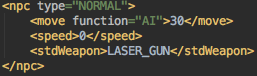 <npc type="NORMAL">
<move function="AI">30</move>
<speed>0</speed>
<stdWeapon>LASER_GUN</stdWeapon>
</npc>